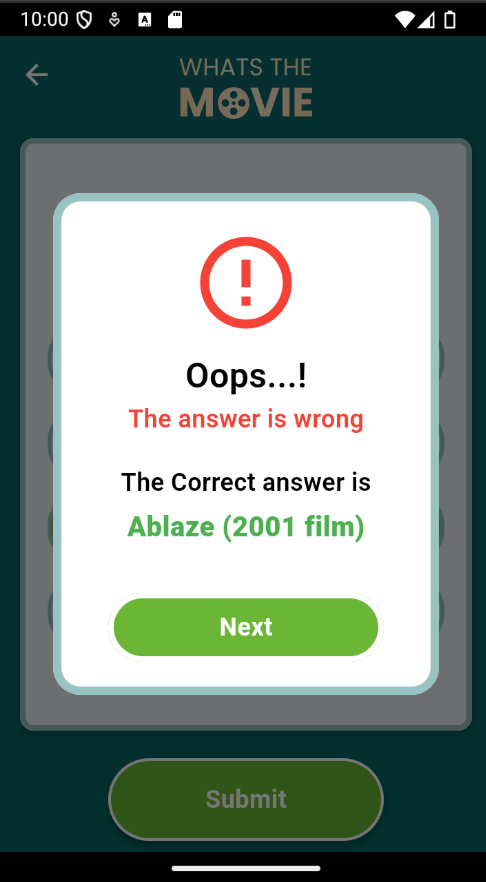 10:00
WHATS THE
MOVIE
Oops...!
The answer is wrong
The Correct answer is
Ablaze (2001 film)
Next
Submit